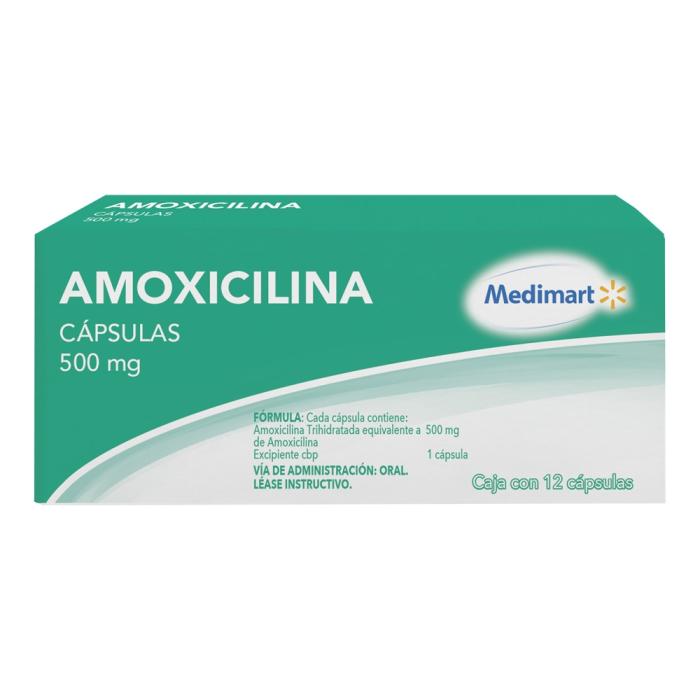 AMOXICILINA
CÁPSULAS
500 mg
AMOXICILINA
CÁPSULAS
500 mg
Medimart
FÓRMULA: Cada cápsula contiene:
Amoxicilina Trihidratada equivalente a 500 mg
de Amoxicilina
Excipiente cbp 1 cápsula
VÍA DE ADMINISTRACIÓN: ORAL.
LÉASE INSTRUCTIVO.
Caja con 12 cápsulas